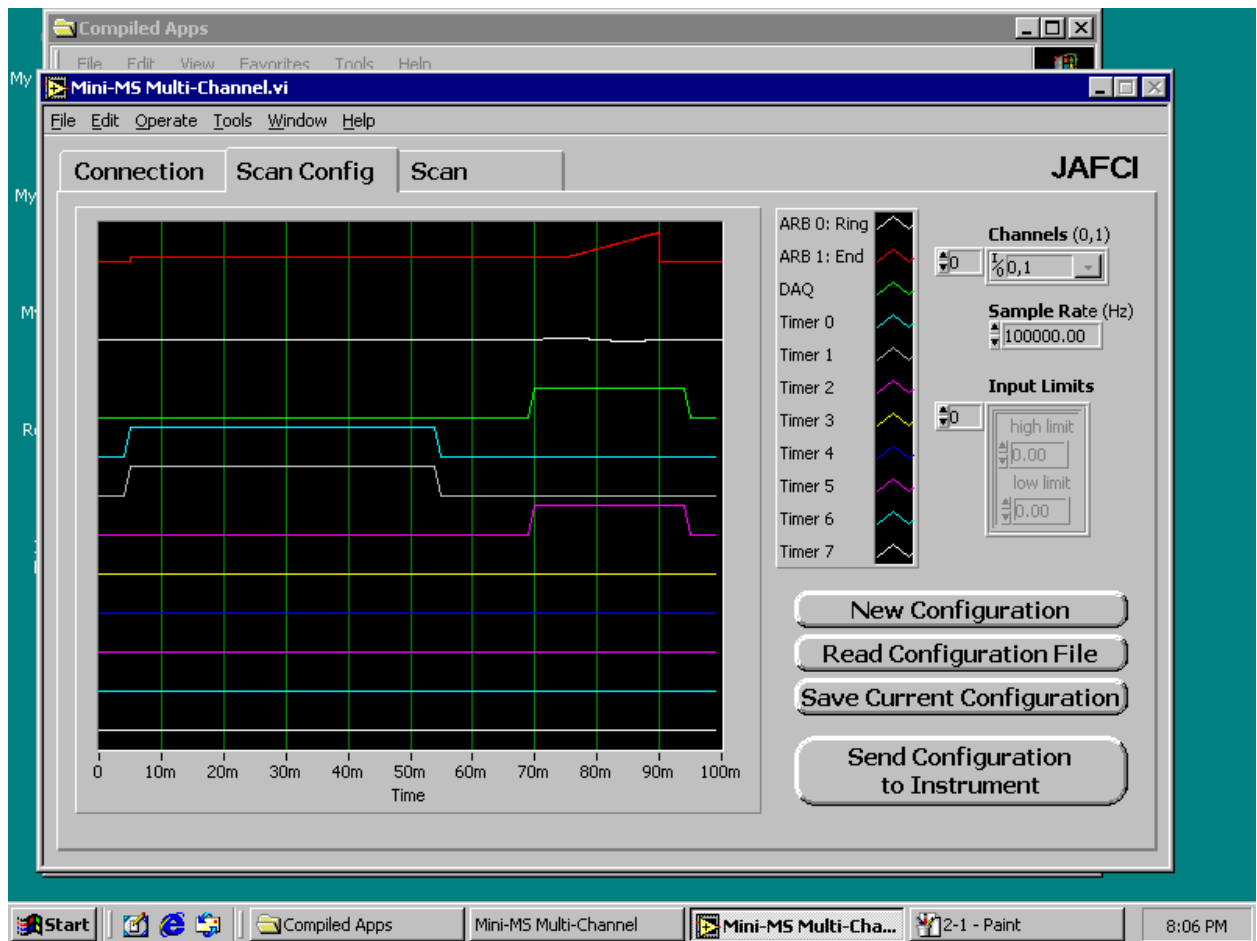 Compiled Apps
File Edit View Favorites Tools Help
My
Mini-MS Multi-Channel.vi
File Edit Operate Tools Window Help
Connection Scan Config Scan
JAFCI
My
ARB 0: Ring
ARB 1: End
DAQ
Timer 0
Timer 1
Timer 2
Timer 3
Timer 4
Timer 5
Timer 6
Timer 7
Channels (0,1)
0 0,1
Sample Rate (Hz)
100000.00
Input Limits
0
high limit
0.00
low limit
0.00
New Configuration
Read Configuration File
Save Current Configuration
Send Configuration
to Instrument
0 10m 20m 30m 40m 50m 60m 70m 80m 90m 100m
Time
Start Compiled Apps Mini-MS Multi-Channel Mini-MS Multi-Cha... 2-1 - Paint 8:06 PM